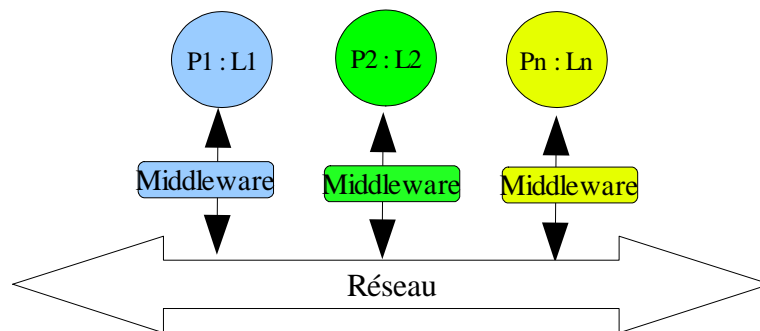 P1 : L1 P2 : L2 Pn : Ln
Middleware Middleware Middleware
Réseau